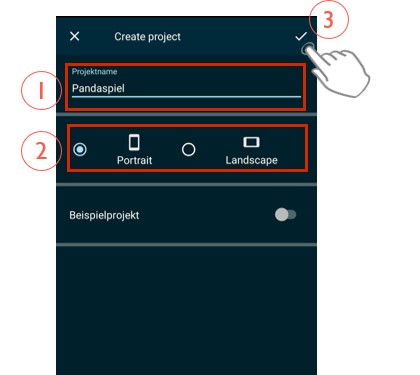 3
Create project
Projektname
1 Pandaspiel
2
Portrait Landscape
Beispielprojekt